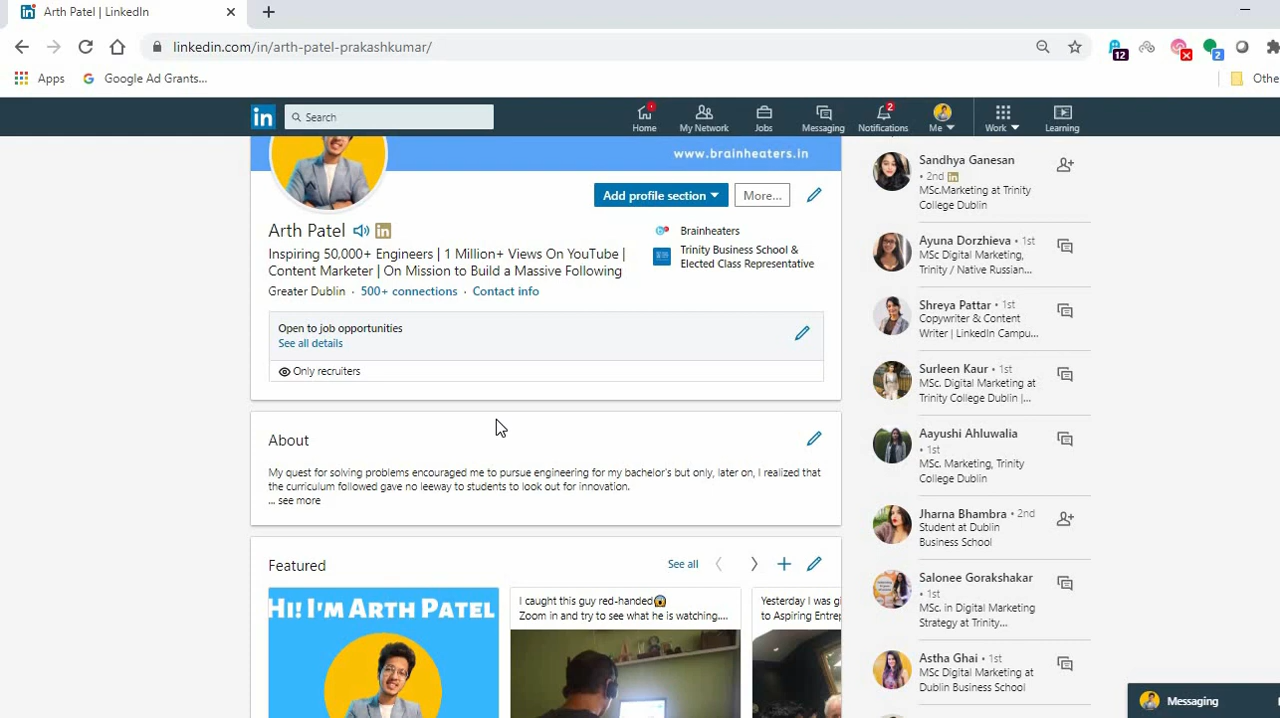 Arth Patel | LinkedIn
linkedin.com/in/arth-patel-prakashkumar/
12
2
Apps
Google Ad Grants...
Othe
in
Search
Home
My Network
Jobs
Messaging
2
Notifications
Me
Work
Learning
www.brainheaters.in
Add profile section
More...
Arth Patel
in
Inspiring 50,000+ Engineers | 1 Million+ Views On YouTube |
Content Marketer | On Mission to Build a Massive Following
Greater Dublin · 500+ connections · Contact info
Brainheaters
Trinity Business School &
Elected Class Representative
Open to job opportunities
See all details
Only recruiters
About
My quest for solving problems encouraged me to pursue engineering for my bachelor's but only, later on, I realized that
the curriculum followed gave no leeway to students to look out for innovation.
... see more
Featured
See all
HI! I'M ARTH PATEL
I caught this guy red-handed😱
Zoom in and try to see what he is watching....
Yesterday I was gi
to Aspiring Entrep
Sandhya Ganesan
• 2nd in
MSc.Marketing at Trinity
College Dublin
Ayuna Dorzhieva • 1st
MSc Digital Marketing,
Trinity / Native Russian...
Shreya Pattar • 1st
Copywriter & Content
Writer | LinkedIn Campu...
Surleen Kaur • 1st
MSc. Digital Marketing at
Trinity College Dublin |...
Aayushi Ahluwalia
• 1st
MSc. Marketing, Trinity
College Dublin
Jharna Bhambra • 2nd
Student at Dublin
Business School
Salonee Gorakshakar
• 1st
MSc. in Digital Marketing
Strategy at Trinity...
Astha Ghai • 1st
MSc Digital Marketing at
Dublin Business School
Messaging